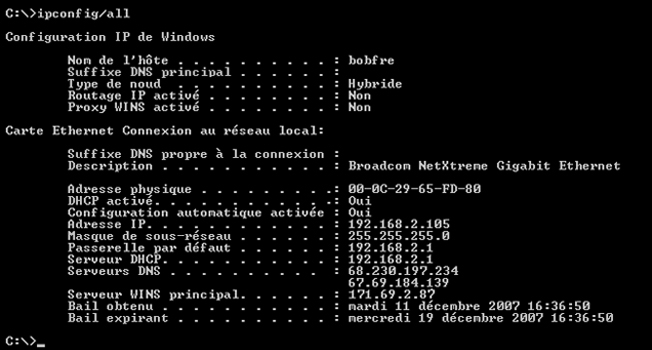 C:\>ipconfig/all
Configuration IP de Windows
Nom de l'hôte . . . . . . . . . . : bobfre
Suffixe DNS principal . . . . . . :
Type de noud . . . . . . . . . . : Hybride
Routage IP activé . . . . . . . . : Non
Proxy WINS activé . . . . . . . . : Non
Carte Ethernet Connexion au réseau local:
Suffixe DNS propre à la connexion :
Description . . . . . . . . . . . : Broadcom NetXtreme Gigabit Ethernet
Adresse physique . . . . . . . . .: 00-0C-29-65-FD-80
DHCP activé. . . . . . . . . . . : Oui
Configuration automatique activée : Oui
Adresse IP. . . . . . . . . . . . : 192.168.2.105
Masque de sous-réseau . . . . . . : 255.255.255.0
Passerelle par défaut . . . . . . : 192.168.2.1
Serveur DHCP. . . . . . . . . . . : 192.168.2.1
Serveurs DNS . . . . . . . . . . : 68.230.197.234
67.69.184.139
Serveur WINS principal. . . . . . : 171.69.2.87
Bail obtenu . . . . . . . . . . . : mardi 11 décembre 2007 16:36:50
Bail expirant . . . . . . . . . . : mercredi 19 décembre 2007 16:36:50
C:\>_